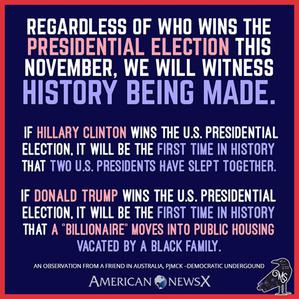 REGARDLESS OF WHO WINS THE
PRESIDENTIAL ELECTION THIS
NOVEMBER, WE WILL WITNESS
HISTORY BEING MADE.
IF HILLARY CLINTON WINS THE U.S. PRESIDENTIAL
ELECTION, IT WILL BE THE FIRST TIME IN HISTORY
THAT TWO U.S. PRESIDENTS HAVE SLEPT TOGETHER.
IF DONALD TRUMP WINS THE U.S. PRESIDENTIAL
ELECTION, IT WILL BE THE FIRST TIME IN HISTORY
THAT A "BILLIONAIRE" MOVES INTO PUBLIC HOUSING
VACATED BY A BLACK FAMILY.
AN OBSERVATION FROM A FRIEND IN AUSTRALIA, PJMCK -DEMOCRATIC UNDERGOUND
AMERICAN NEWSX